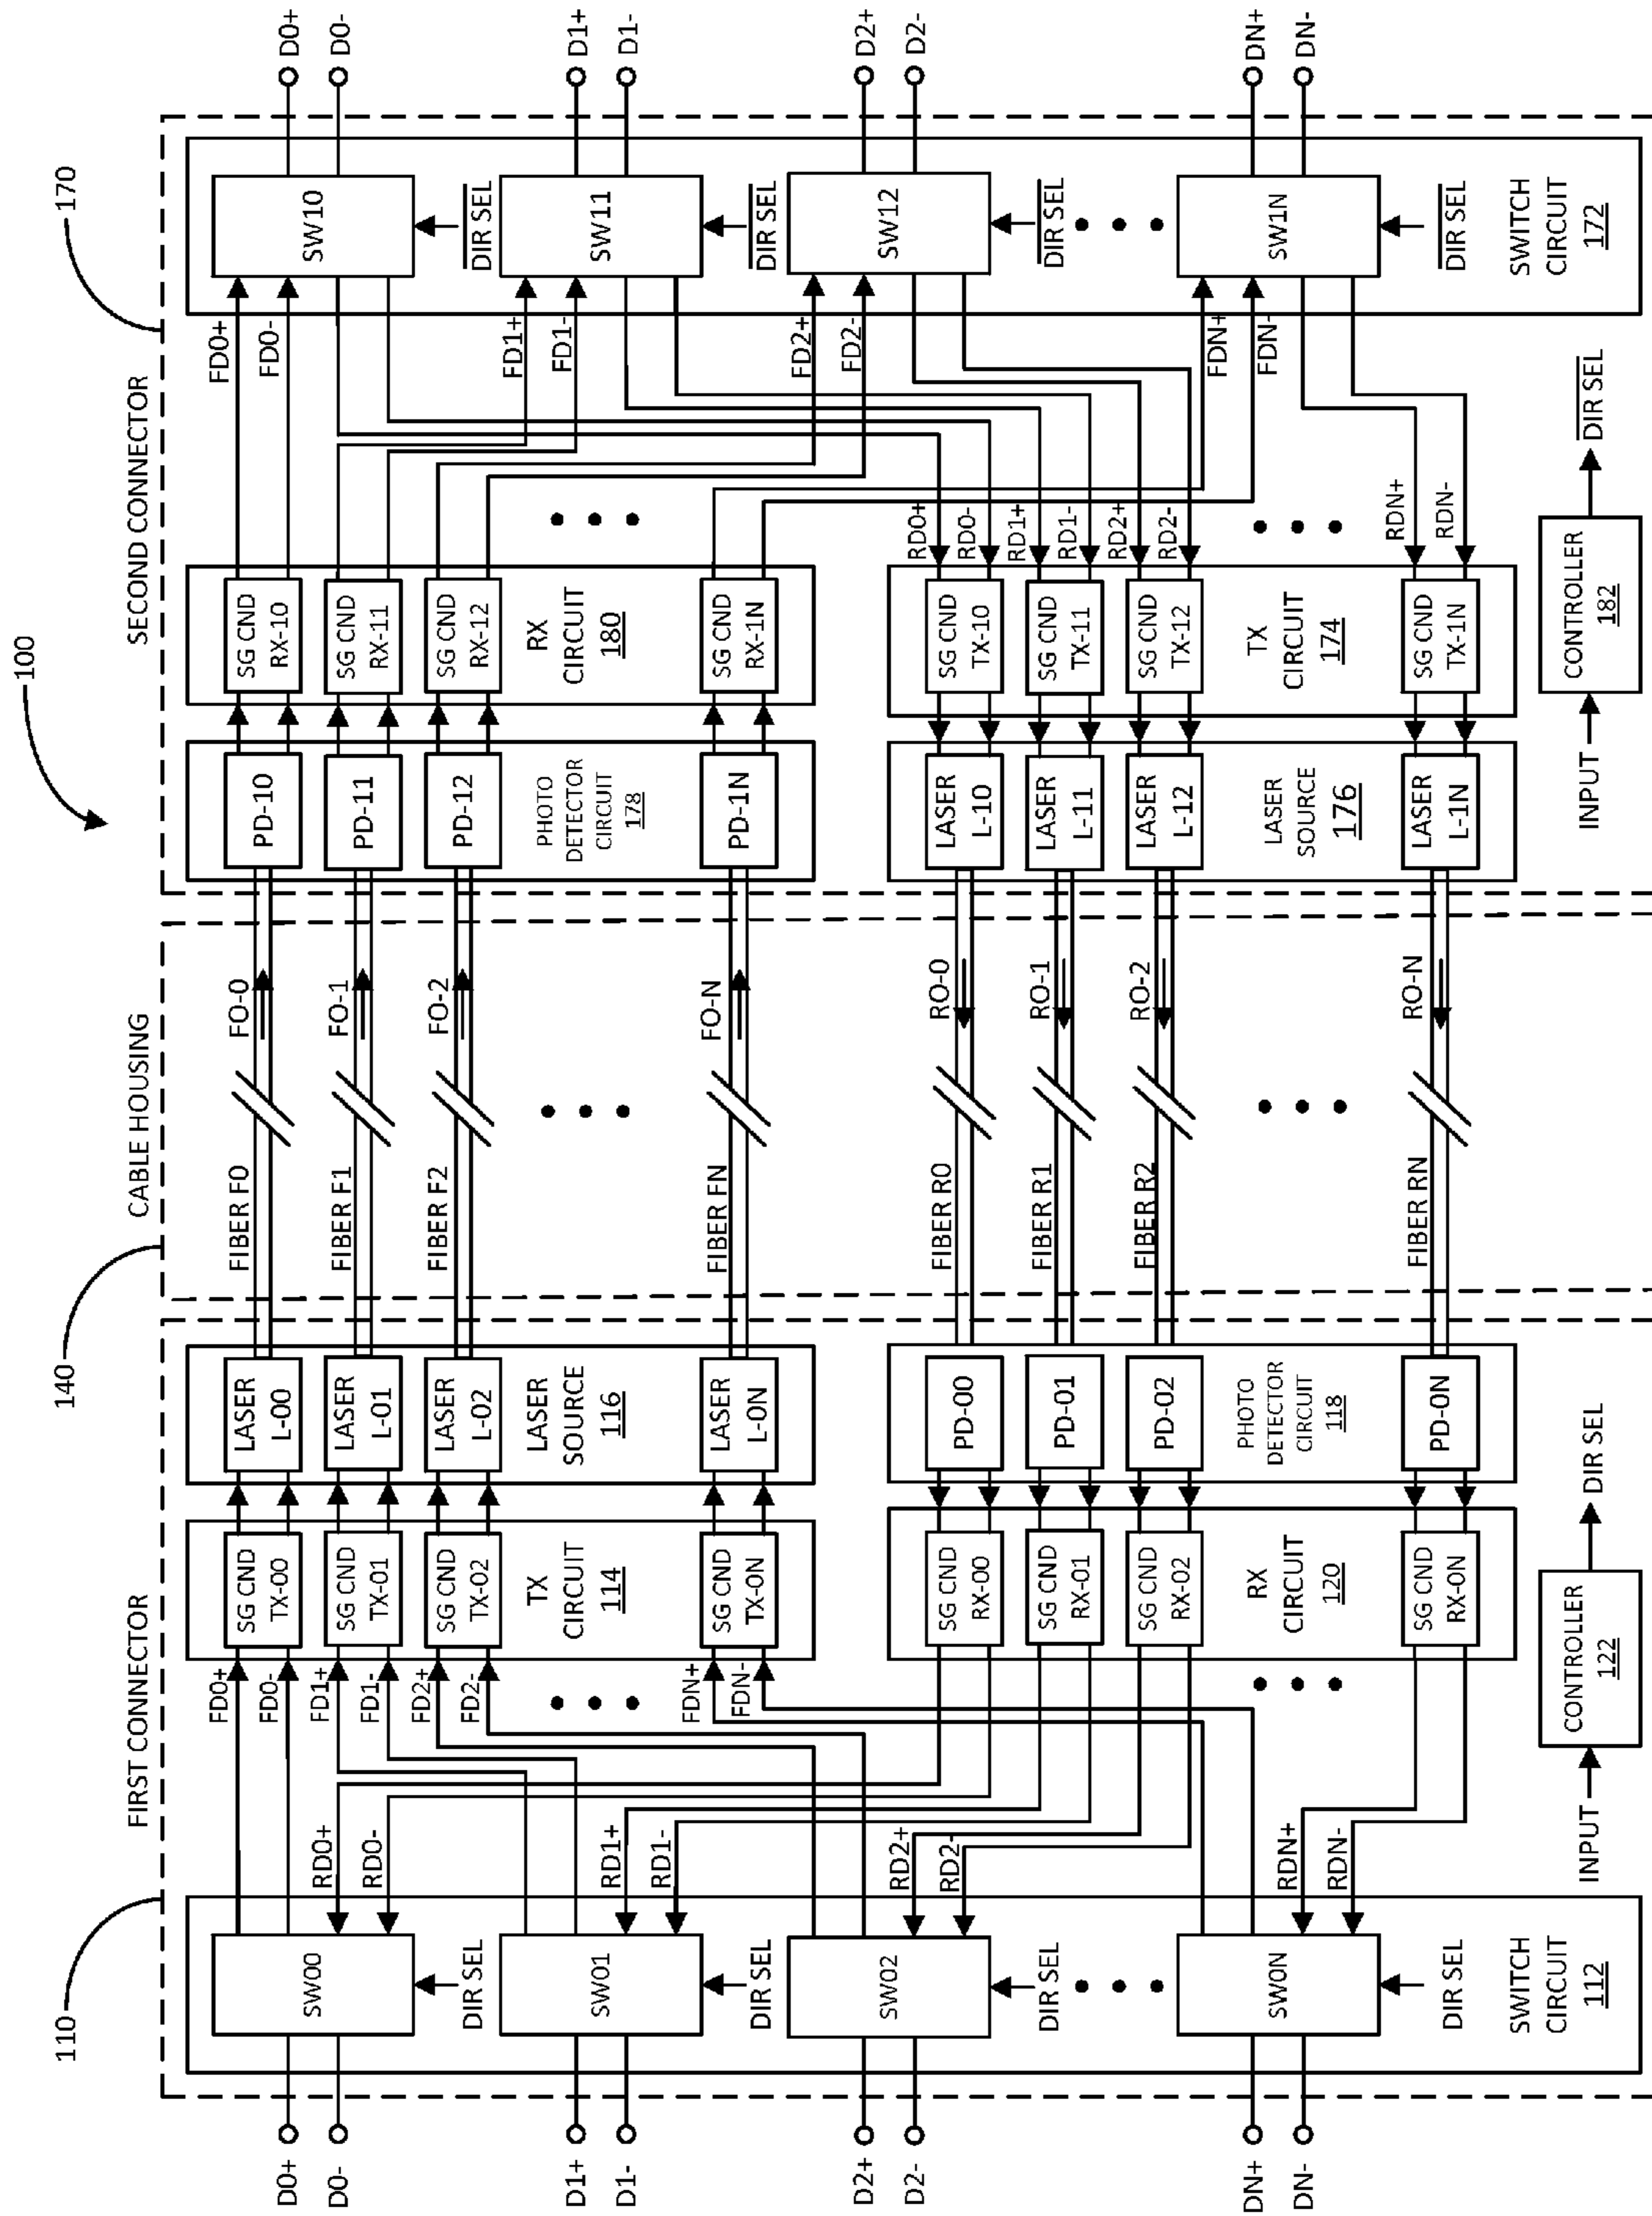 100
FIRST CONNECTOR
CABLE HOUSING
SECOND CONNECTOR
110
140
170
D0+
D0-
D1+
D1-
D2+
D2-
DN+
DN-
SW00
DIR SEL
SW01
DIR SEL
SW02
DIR SEL
SW0N
DIR SEL
SWITCH
CIRCUIT
112
FD0+
FD0-
FD1+
FD1-
FD2+
FD2-
FDN+
FDN-
RD0+
RD0-
RD1+
RD1-
RD2+
RD2-
RDN+
RDN-
SG CND
TX-00
SG CND
TX-01
SG CND
TX-02
TX
CIRCUIT
114
SG CND
TX-0N
LASER
L-00
LASER
L-01
LASER
L-02
LASER
SOURCE
116
LASER
L-0N
SG CND
RX-00
SG CND
RX-01
SG CND
RX-02
RX
CIRCUIT
120
SG CND
RX-0N
PD-00
PD-01
PD-02
PHOTO
DETECTOR
CIRCUIT
118
PD-0N
INPUT
CONTROLLER
122
DIR SEL
FIBER F0
FO-0
FIBER F1
FO-1
FIBER F2
FO-2
FIBER FN
FO-N
FIBER R0
RO-0
FIBER R1
RO-1
FIBER R2
RO-2
FIBER RN
RO-N
PD-10
PD-11
PD-12
PHOTO
DETECTOR
CIRCUIT
178
PD-1N
SG CND
RX-10
SG CND
RX-11
SG CND
RX-12
RX
CIRCUIT
180
SG CND
RX-1N
LASER
L-10
LASER
L-11
LASER
L-12
LASER
SOURCE
176
LASER
L-1N
SG CND
TX-10
SG CND
TX-11
SG CND
TX-12
TX
CIRCUIT
174
SG CND
TX-1N
FD0+
FD0-
FD1+
FD1-
FD2+
FD2-
FDN+
FDN-
RD0+
RD0-
RD1+
RD1-
RD2+
RD2-
RDN+
RDN-
SW10
DIR SEL
SW11
DIR SEL
SW12
DIR SEL
SW1N
DIR SEL
SWITCH
CIRCUIT
172
INPUT
CONTROLLER
182
DIR SEL
D0+
D0-
D1+
D1-
D2+
D2-
DN+
DN-